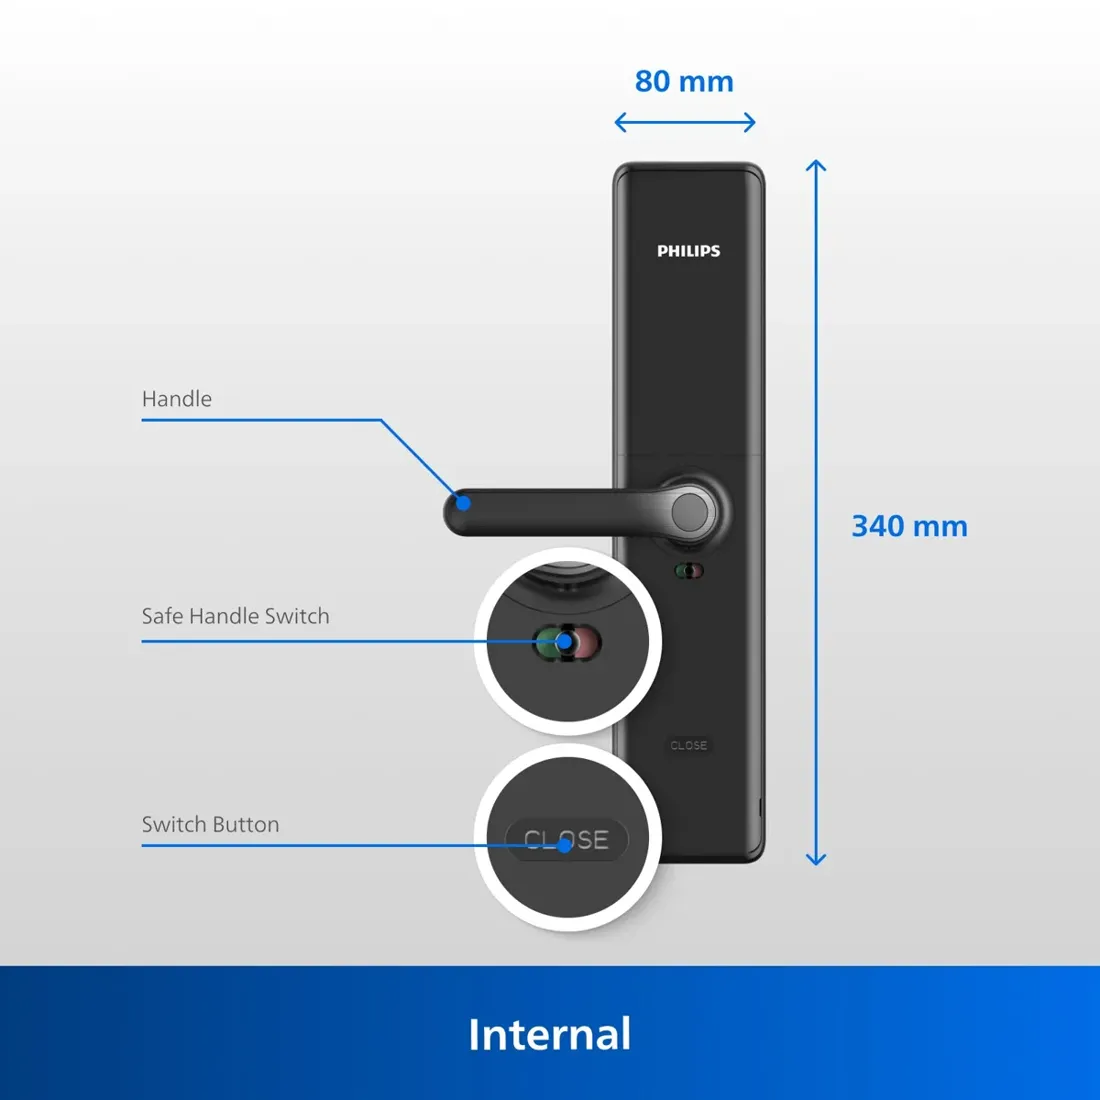 80 mm
PHILIPS
Handle
340 mm
Safe Handle Switch
CLOSE
Switch Button
CLOSE
Internal